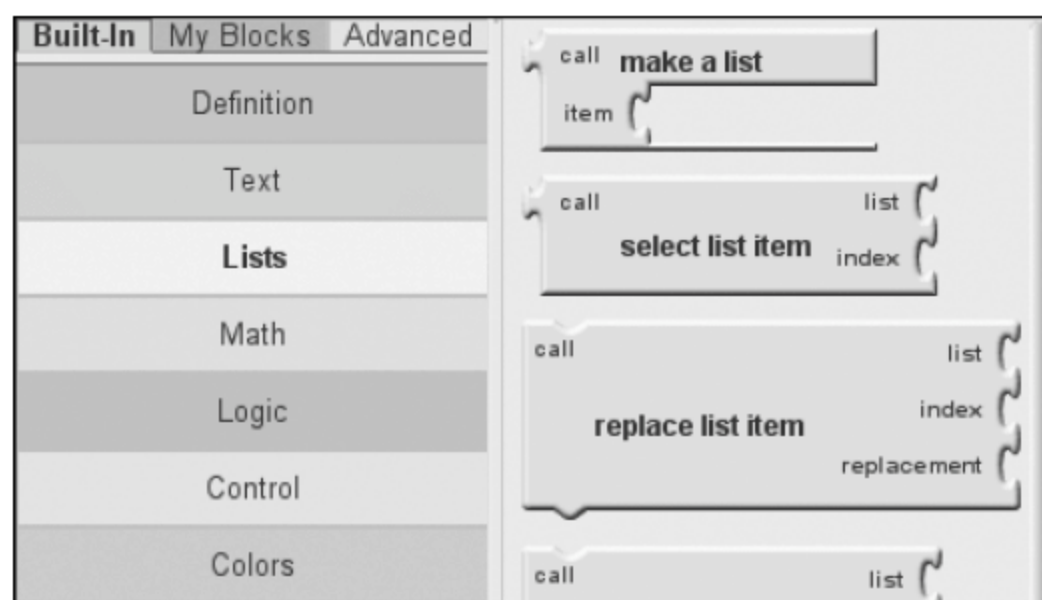 Built-In My Blocks Advanced
Definition
Text
Lists
Math
Logic
Control
Colors
call make a list
item
call list
select list item index
call list
index
replace list item
replacement
call list